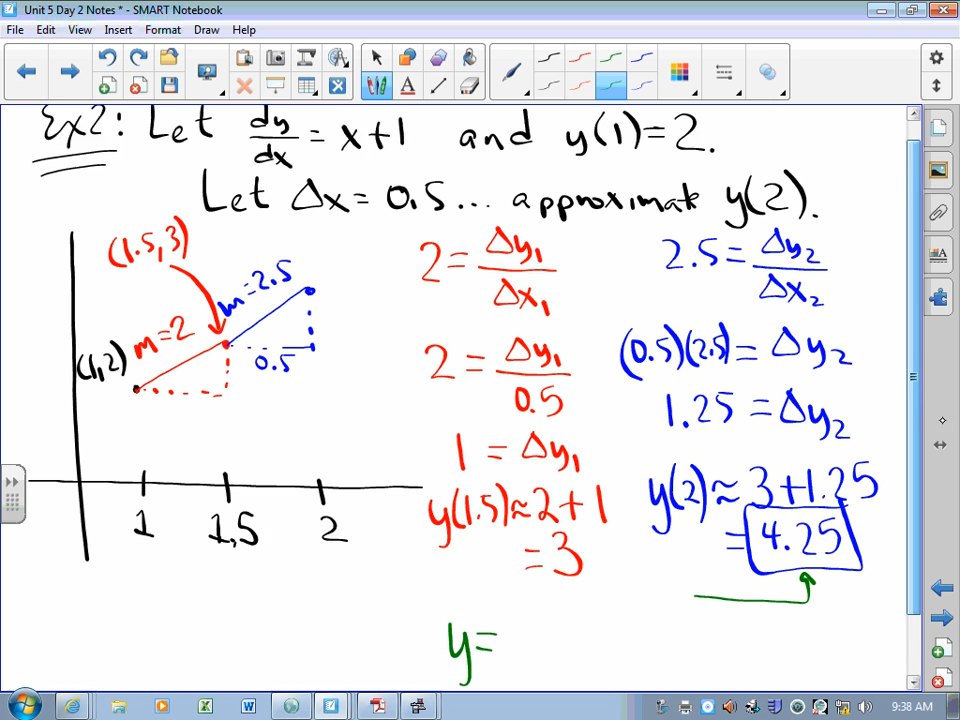 Unit 5 Day 2 Notes * - SMART Notebook
File Edit View Insert Format Draw Help
Ex2: Let dy/dx = x+1 and y(1)=2.
Let Δx = 0.5... approximate y(2).
(1.5,3)
m=2.5
m=2
(1,2)
0.5
1 1.5 2
2 = Δy₁/Δx₁
2 = Δy₁/0.5
1 = Δy₁
y(1.5)≈2+1
=3
2.5 = Δy₂/Δx₂
(0.5)(2.5) = Δy₂
1.25 = Δy₂
y(2) ≈ 3+1.25
= 4.25
y=
9:38 AM